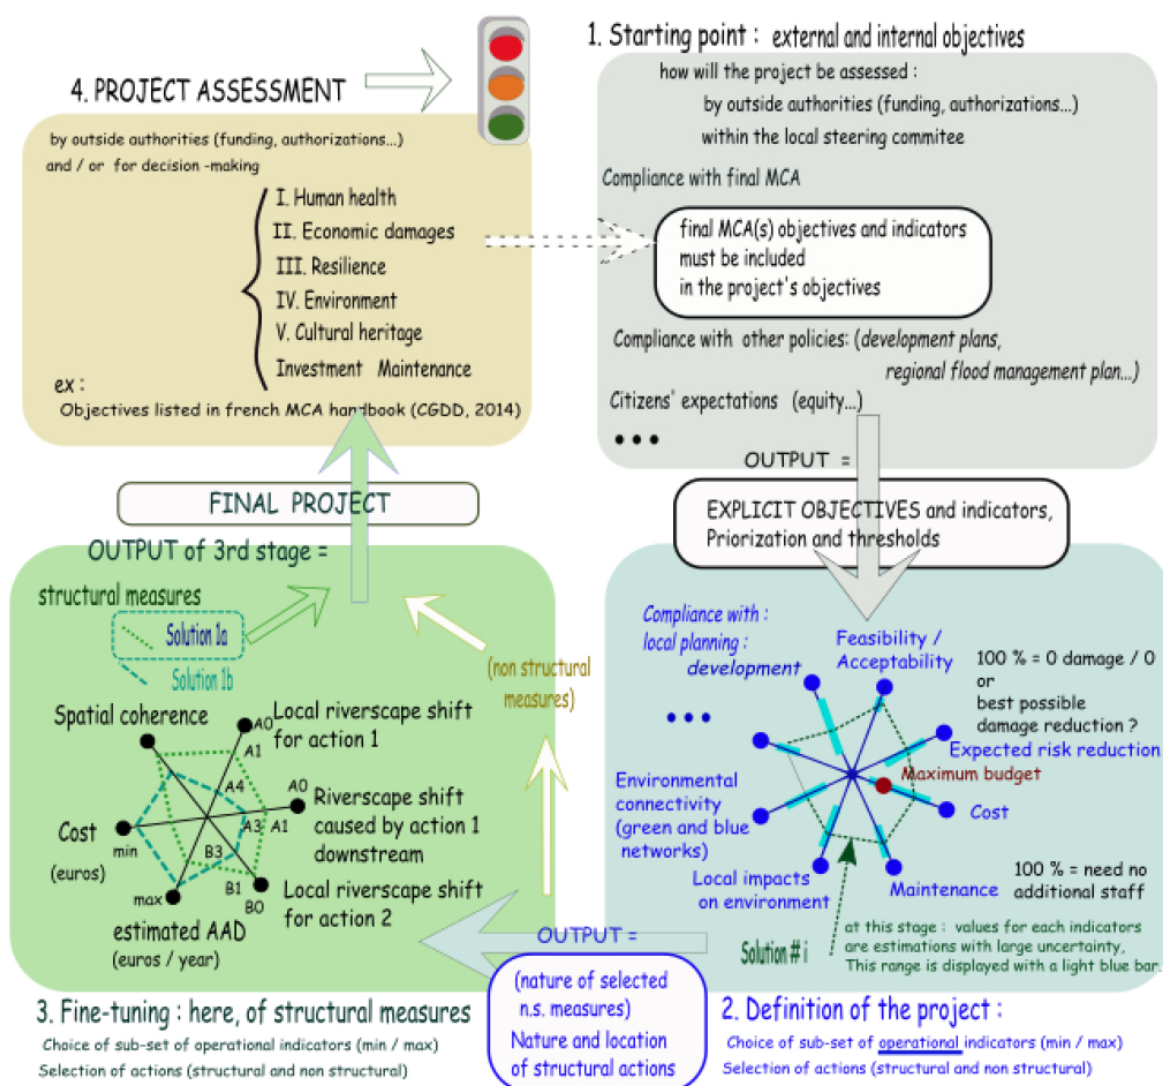 1. Starting point : external and internal objectives
how will the project be assessed :
by outside authorities (funding, authorizations...)
within the local steering commitee
Compliance with final MCA
final MCA(s) objectives and indicators
must be included
in the project's objectives
Compliance with other policies: (development plans,
regional flood management plan...)
Citizens' expectations (equity...)
•••
OUTPUT =
EXPLICIT OBJECTIVES and indicators,
Priorization and thresholds
Compliance with :
local planning :
development
Feasibility /
Acceptability
100 % = 0 damage / 0
or
best possible
damage reduction ?
•••
Expected risk reduction
Maximum budget
Environmental
connectivity
(green and blue
networks)
Cost
Local impacts
on environment
Maintenance
100 % = need no
additional staff
Solution # i
at this stage : values for each indicators
are estimations with large uncertainty,
This range is displayed with a light blue bar.
2. Definition of the project :
Choice of sub-set of operational indicators (min / max)
Selection of actions (structural and non structural)
OUTPUT =
(nature of selected
n.s. measures)
Nature and location
of structural actions
(non structural
measures)
FINAL PROJECT
OUTPUT of 3rd stage =
structural measures
Solution 1a
Solution 1b
Spatial coherence
A0
Local riverscape shift
for action 1
A1
A4
A0
Riverscape shift
caused by action 1
downstream
A3
A1
Cost
min
(euros)
B3
B1
B0
Local riverscape shift
for action 2
max
estimated AAD
(euros / year)
3. Fine-tuning : here, of structural measures
Choice of sub-set of operational indicators (min / max)
Selection of actions (structural and non structural)
4. PROJECT ASSESSMENT
by outside authorities (funding, authorizations...)
and / or for decision -making
I. Human health
II. Economic damages
III. Resilience
IV. Environment
V. Cultural heritage
Investment Maintenance
ex :
Objectives listed in french MCA handbook (CGDD, 2014)